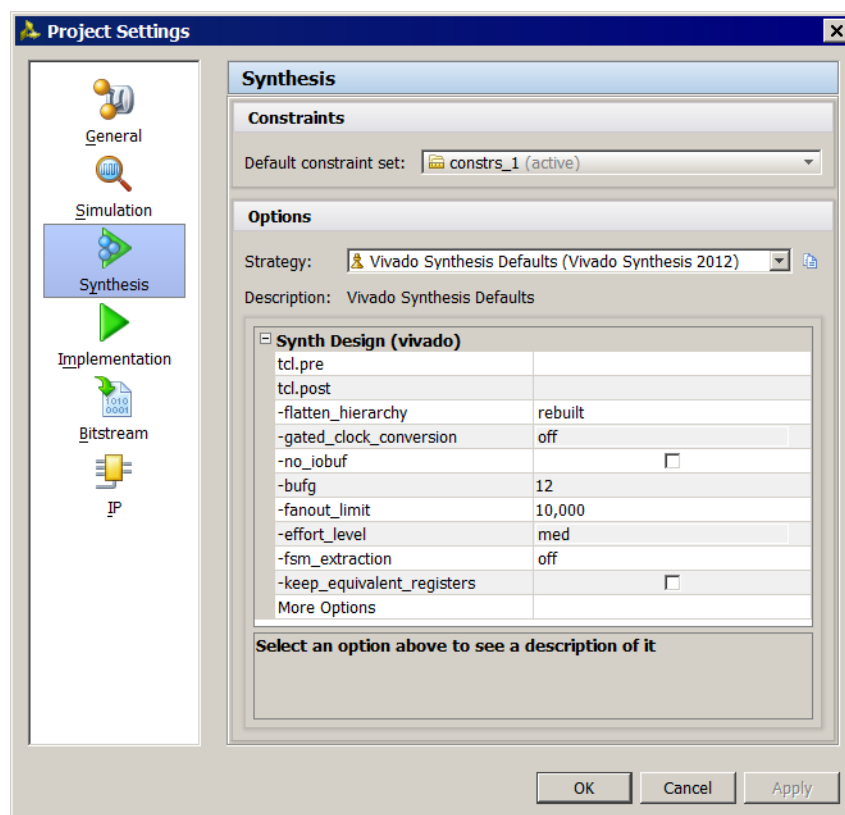 Project Settings
General
Simulation
Synthesis
Implementation
1010
0001
Bitstream
IP
Synthesis
Constraints
Default constraint set: constrs_1 (active)
Options
Strategy: Vivado Synthesis Defaults (Vivado Synthesis 2012)
Description: Vivado Synthesis Defaults
Synth Design (vivado)
tcl.pre
tcl.post
-flatten_hierarchy rebuilt
-gated_clock_conversion off
-no_iobuf
-bufg 12
-fanout_limit 10,000
-effort_level med
-fsm_extraction off
-keep_equivalent_registers
More Options
Select an option above to see a description of it
OK Cancel Apply